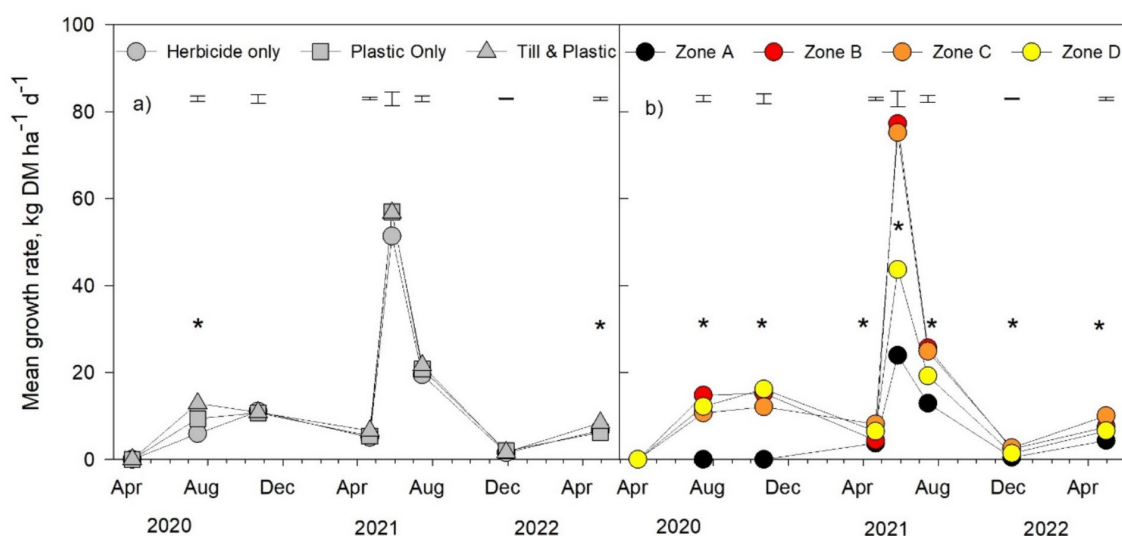 Mean growth rate, kg DM ha⁻¹ d⁻¹
100
80
60
40
20
0
Herbicide only Plastic Only Till & Plastic
a)
*
*
Apr Aug Dec Apr Aug Dec Apr
2020 2021 2022
Zone A Zone B Zone C Zone D
b)
*
* * * * * *
Apr Aug Dec Apr Aug Dec Apr
2020 2021 2022